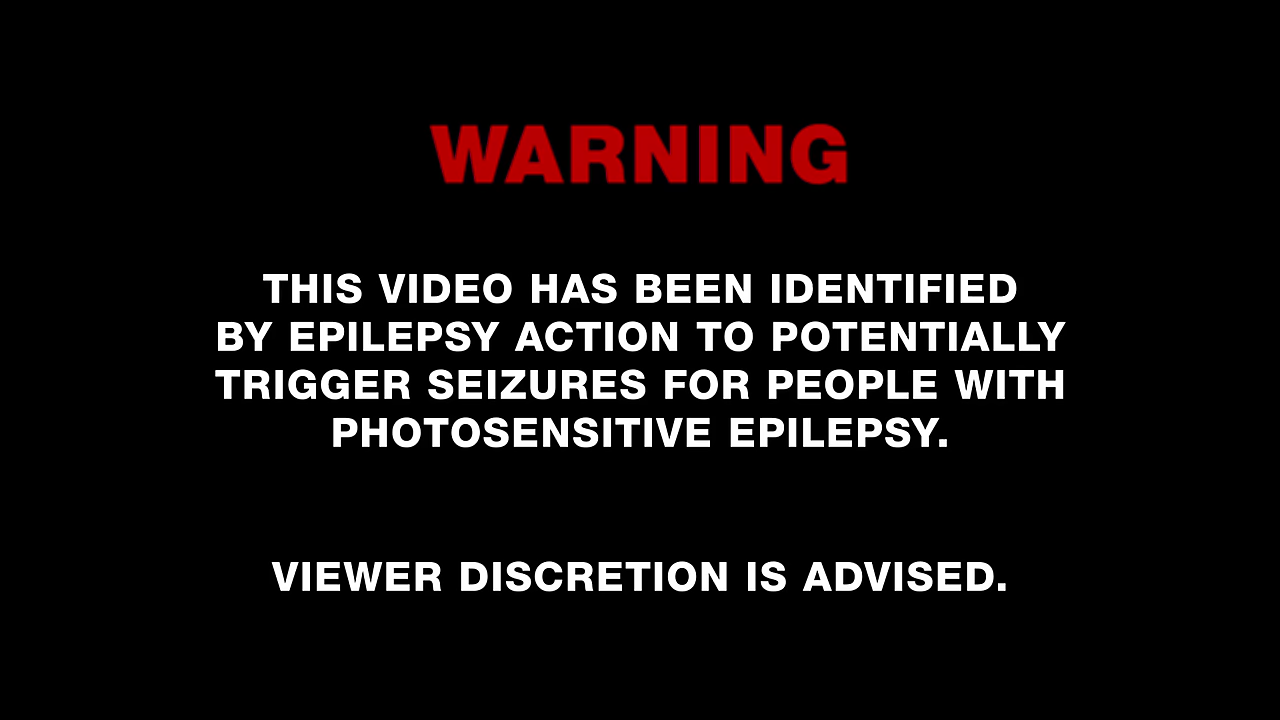 WARNING
THIS VIDEO HAS BEEN IDENTIFIED
BY EPILEPSY ACTION TO POTENTIALLY
TRIGGER SEIZURES FOR PEOPLE WITH
PHOTOSENSITIVE EPILEPSY.
VIEWER DISCRETION IS ADVISED.